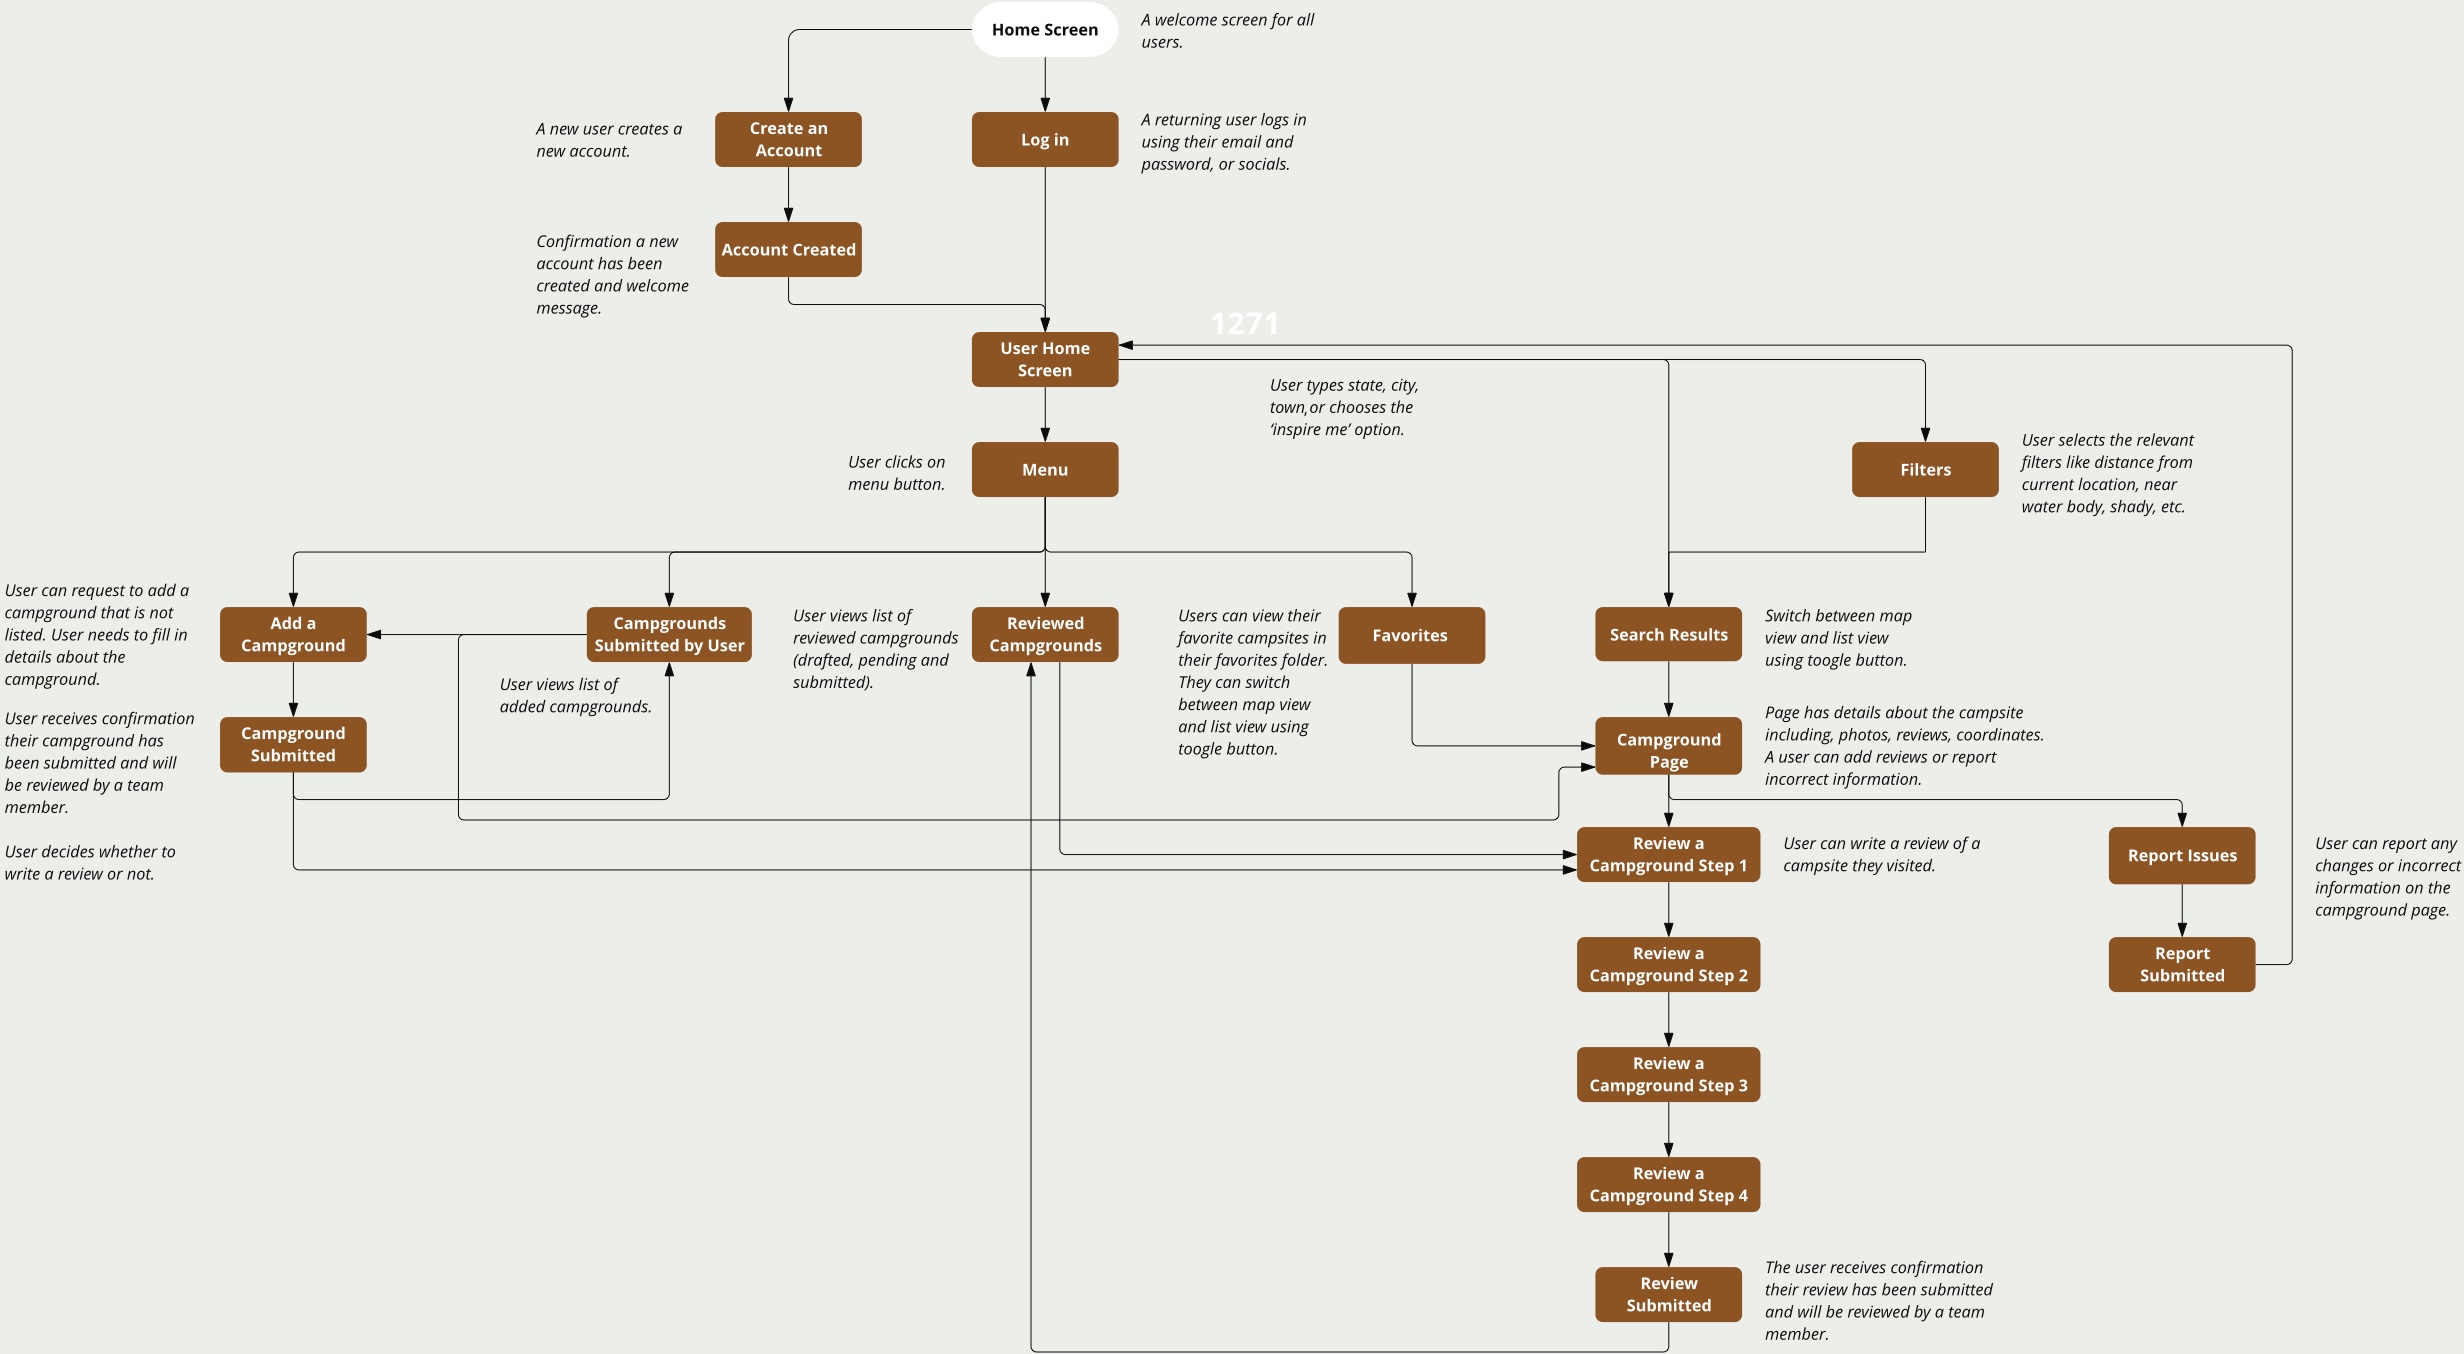 Home Screen
A welcome screen for all
users.
Create an
Account
A new user creates a
new account.
Log in
A returning user logs in
using their email and
password, or socials.
Account Created
Confirmation a new
account has been
created and welcome
message.
1271
User Home
Screen
User types state, city,
town,or chooses the
‘inspire me’ option.
Menu
User clicks on
menu button.
Filters
User selects the relevant
filters like distance from
current location, near
water body, shady, etc.
User can request to add a
campground that is not
listed. User needs to fill in
details about the
campground.
Add a
Campground
Campgrounds
Submitted by User
User views list of
added campgrounds.
User views list of
reviewed campgrounds
(drafted, pending and
submitted).
Reviewed
Campgrounds
Users can view their
favorite campsites in
their favorites folder.
They can switch
between map view
and list view using
toogle button.
Favorites
Search Results
Switch between map
view and list view
using toogle button.
User receives confirmation
their campground has
been submitted and will
be reviewed by a team
member.
Campground
Submitted
Campground
Page
Page has details about the campsite
including, photos, reviews, coordinates.
A user can add reviews or report
incorrect information.
User decides whether to
write a review or not.
Review a
Campground Step 1
User can write a review of a
campsite they visited.
Report Issues
User can report any
changes or incorrect
information on the
campground page.
Review a
Campground Step 2
Report
Submitted
Review a
Campground Step 3
Review a
Campground Step 4
Review
Submitted
The user receives confirmation
their review has been submitted
and will be reviewed by a team
member.